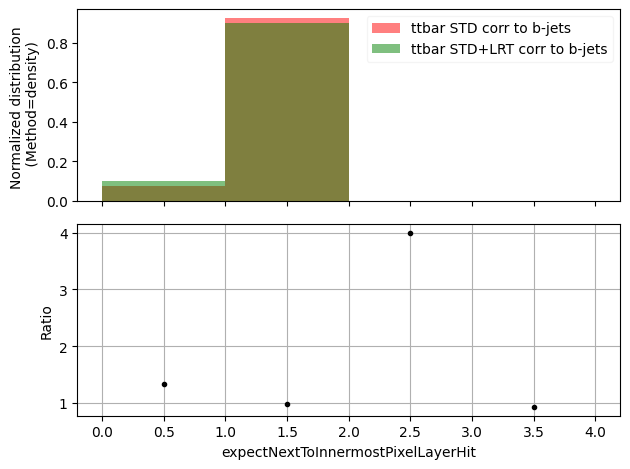 Normalized distribution
(Method=density)
0.8
0.6
0.4
0.2
0.0
ttbar STD corr to b-jets
ttbar STD+LRT corr to b-jets
Ratio
4
3
2
1
0.0 0.5 1.0 1.5 2.0 2.5 3.0 3.5 4.0
expectNextToInnermostPixelLayerHit